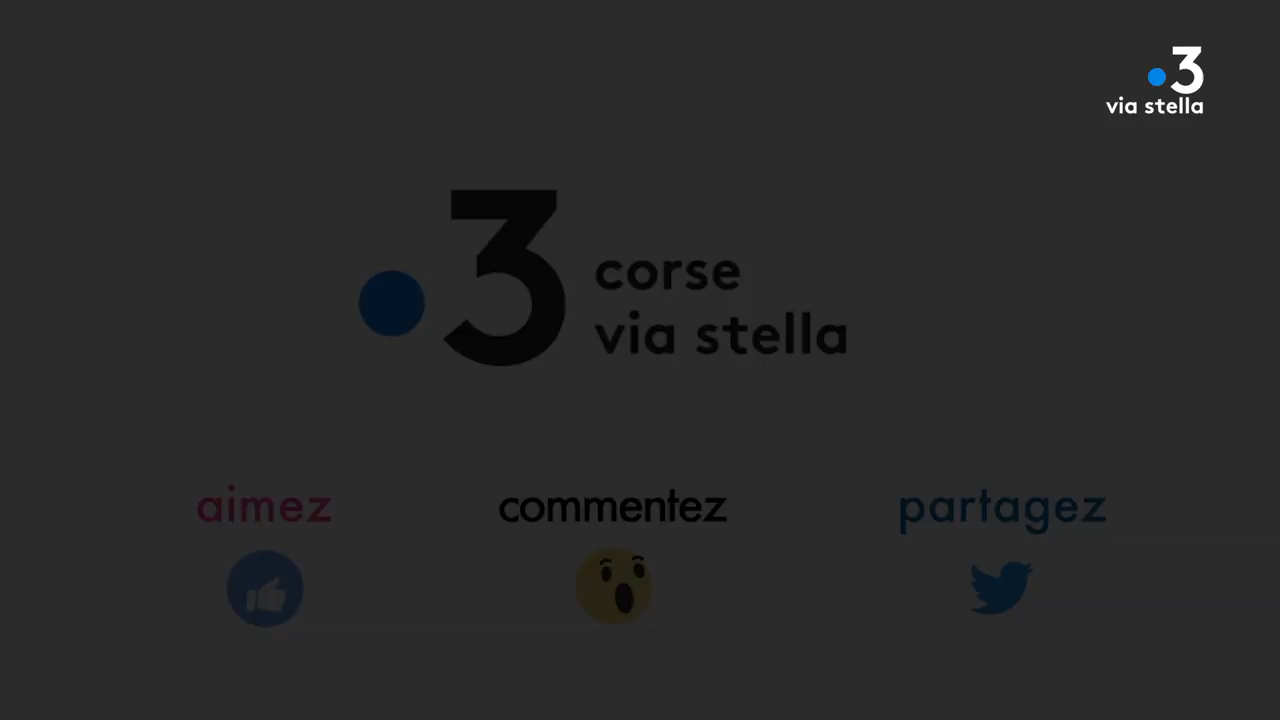 3
via stella
3
corse
via stella
aimez
commentez
partagez